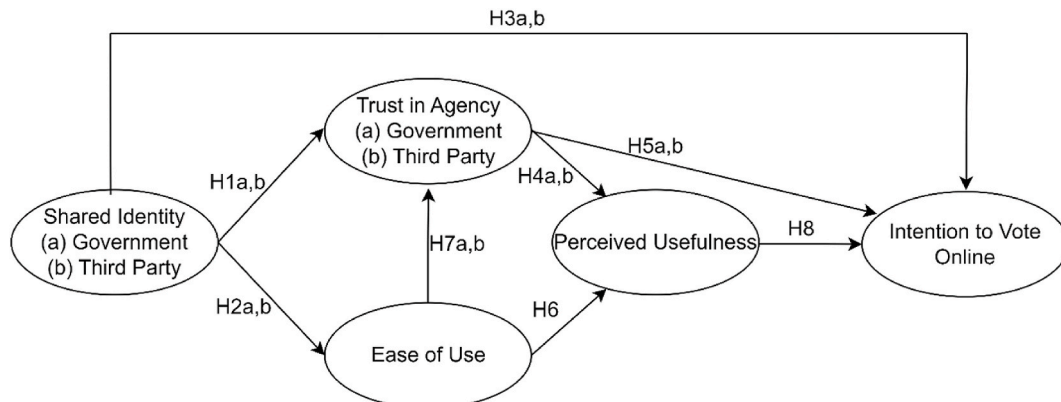 H3a,b
Trust in Agency
(a) Government
(b) Third Party
H5a,b
H1a,b
H4a,b
Shared Identity
(a) Government
(b) Third Party
H7a,b
Perceived Usefulness
H8
Intention to Vote
Online
H2a,b
H6
Ease of Use